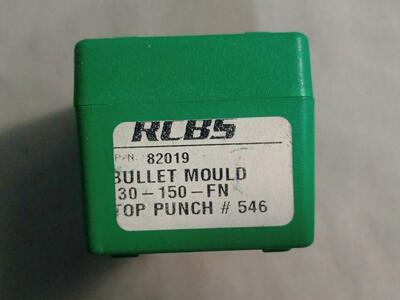 RCBS
P/N: 82019
BULLET MOULD
30-150-FN
TOP PUNCH # 546